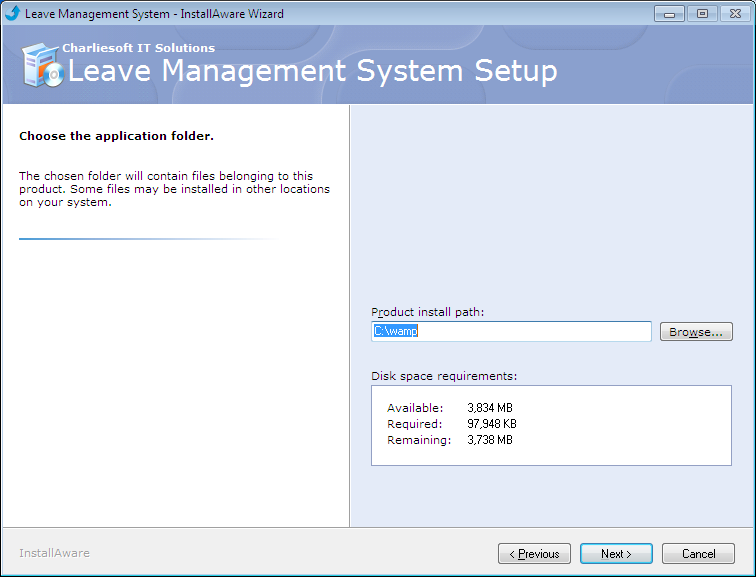 Leave Management System - InstallAware Wizard
Charliesoft IT Solutions
Leave Management System Setup
Choose the application folder.
The chosen folder will contain files belonging to this
product. Some files may be installed in other locations
on your system.
Product install path:
C:\wamp
Browse...
Disk space requirements:
Available: 3,834 MB
Required: 97,948 KB
Remaining: 3,738 MB
InstallAware
< Previous
Next >
Cancel